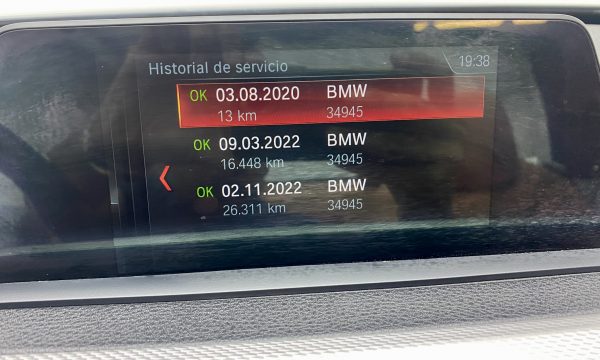 Historial de servicio 19:38
OK 03.08.2020 BMW
13 km 34945
OK 09.03.2022 BMW
16.448 km 34945
OK 02.11.2022 BMW
26.311 km 34945